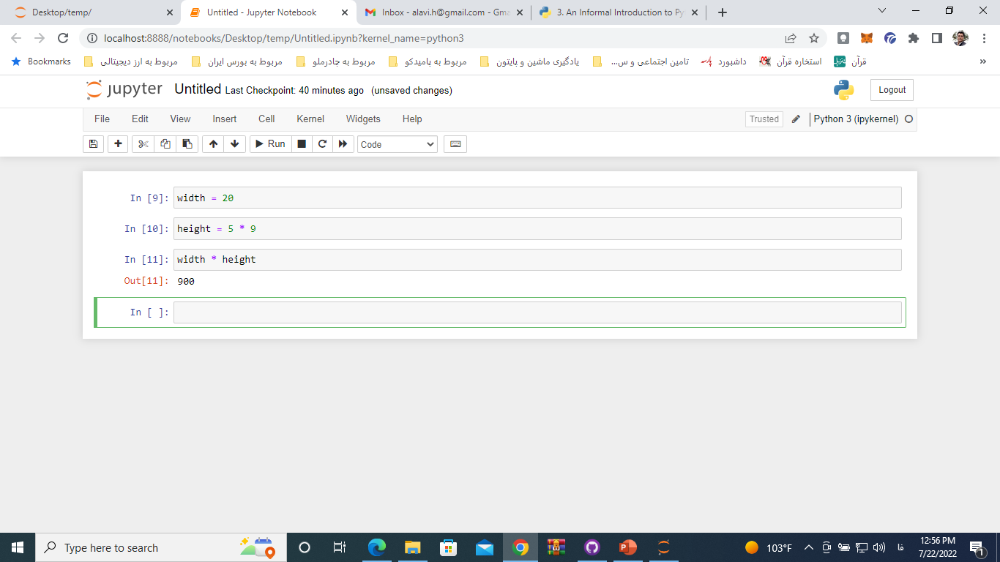 Desktop/temp/
Untitled - Jupyter Notebook
Inbox - alavi.h@gmail.com - Gma
3. An Informal Introduction to Py
localhost:8888/notebooks/Desktop/temp/Untitled.ipynb?kernel_name=python3
Bookmarks
مربوط به ارز دیجیتالی
مربوط به بورس ایران
مربوط به چادرملو
مربوط به پامیدکو
یادگیری ماشین و پایتون
تامین اجتماعی و س...
داشبورد
استخاره قرآن
قرآن
»
jupyter Untitled Last Checkpoint: 40 minutes ago (unsaved changes)
Logout
File Edit View Insert Cell Kernel Widgets Help
Trusted
Python 3 (ipykernel)
Run
Code
In [9]: width = 20
In [10]: height = 5 * 9
In [11]: width * height
Out[11]: 900
In [ ]:
Type here to search
103°F
فا
12:56 PM
7/22/2022
1